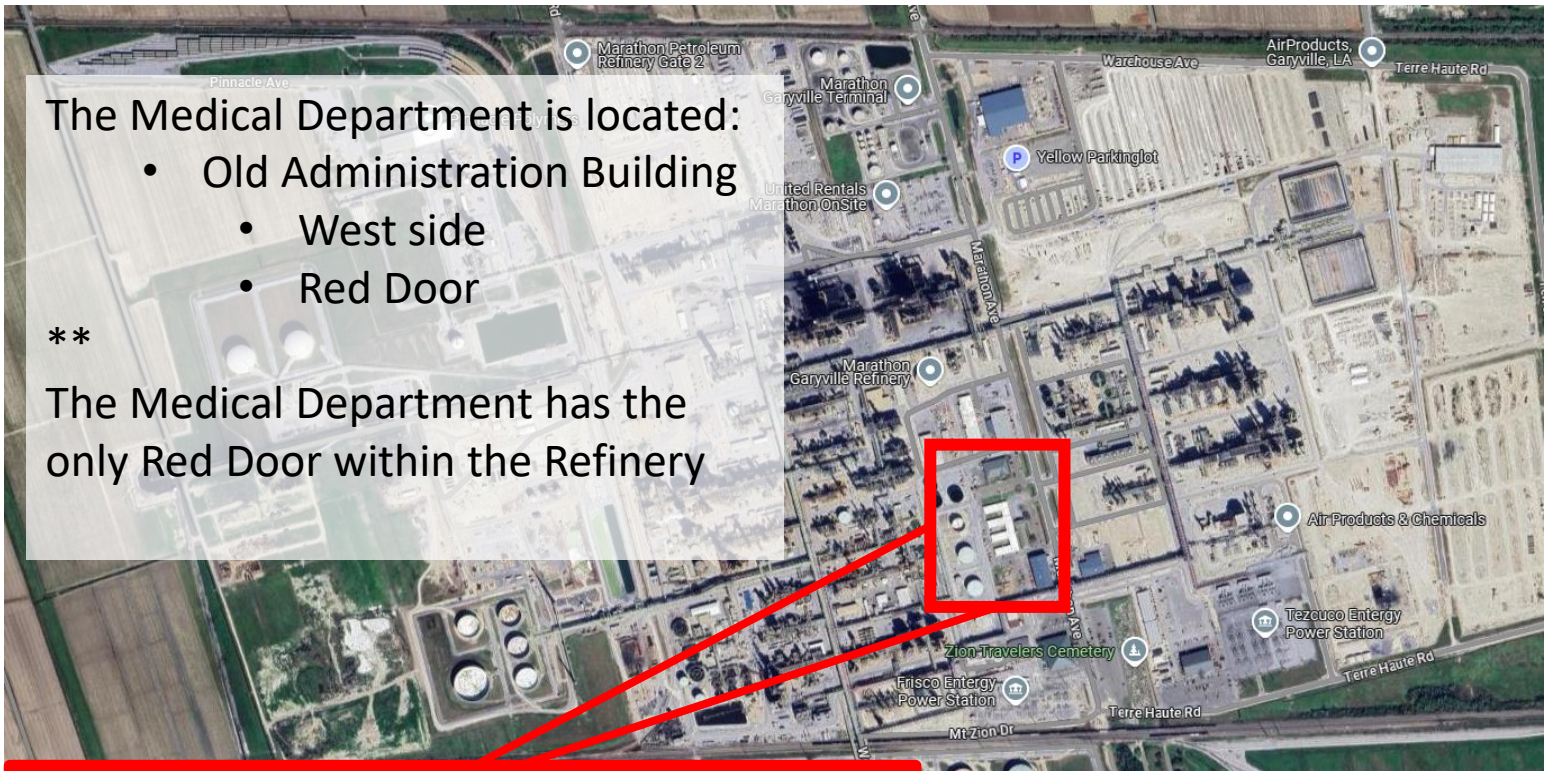 The Medical Department is located:
• Old Administration Building
• West side
• Red Door
**
The Medical Department has the
only Red Door within the Refinery
Pinnacle Ave
Marathon Petroleum
Refinery Gate 2
Marathon
Garyville Terminal
Warehouse Ave
AirProducts,
Garyville, LA
Terre Haute Rd
P Yellow Parkinglot
United Rentals
Marathon OnSite
Marathon Ave
Marathon
Garyville Refinery
Air Products & Chemicals
Tezcuco Entergy
Power Station
Zion Travelers Cemetery
Frisco Entergy
Power Station
Terre Haute Rd
Terre Haute Rd
Mt Zion Dr